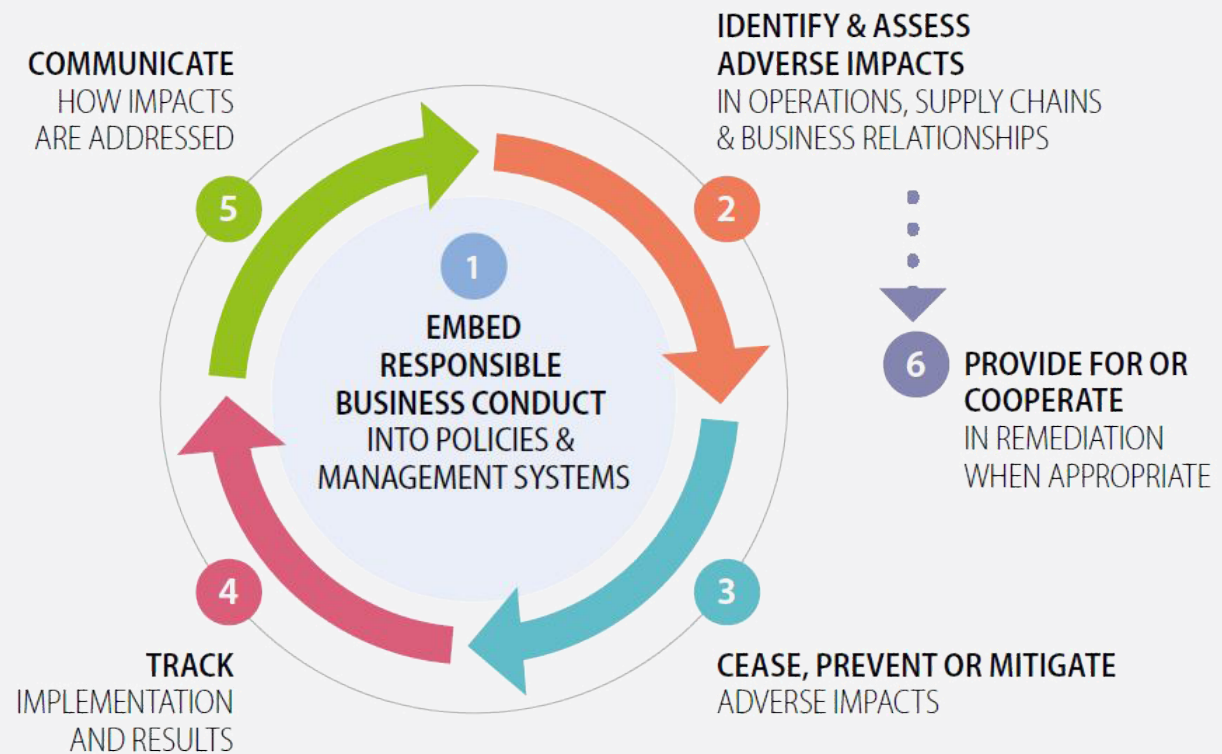 COMMUNICATE
HOW IMPACTS
ARE ADDRESSED
5
IDENTIFY & ASSESS
ADVERSE IMPACTS
IN OPERATIONS, SUPPLY CHAINS
& BUSINESS RELATIONSHIPS
2
1
EMBED
RESPONSIBLE
BUSINESS CONDUCT
INTO POLICIES &
MANAGEMENT SYSTEMS
6
PROVIDE FOR OR
COOPERATE
IN REMEDIATION
WHEN APPROPRIATE
4
TRACK
IMPLEMENTATION
AND RESULTS
3
CEASE, PREVENT OR MITIGATE
ADVERSE IMPACTS